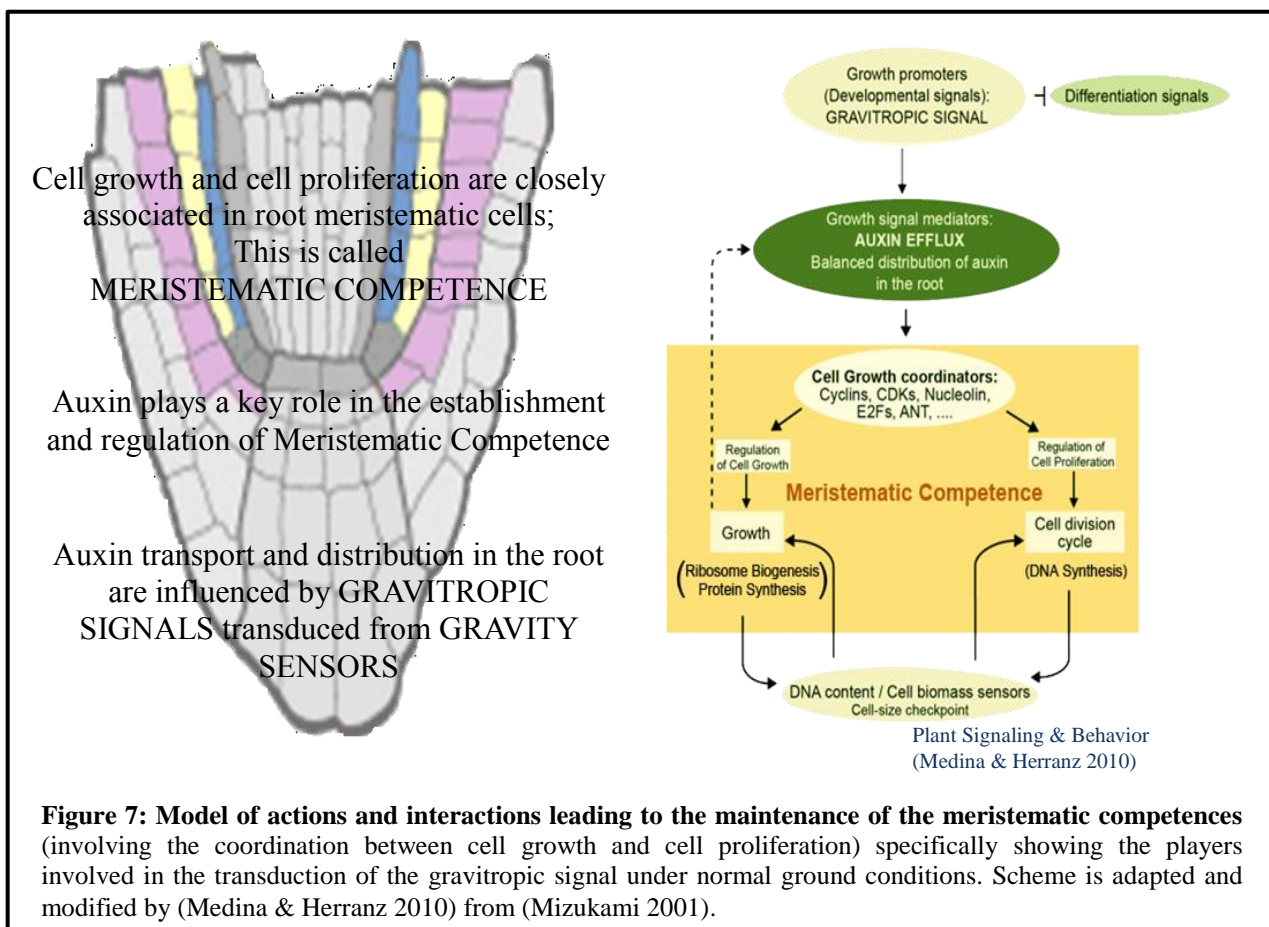 Cell growth and cell proliferation are closely
associated in root meristematic cells;
This is called
MERISTEMATIC COMPETENCE
Auxin plays a key role in the establishment
and regulation of Meristematic Competence
Auxin transport and distribution in the root
are influenced by GRAVITROPIC
SIGNALS transduced from GRAVITY
SENSORS
Growth promoters
(Developmental signals):
GRAVITROPIC SIGNAL
Differentiation signals
Growth signal mediators:
AUXIN EFFLUX
Balanced distribution of auxin
in the root
Cell Growth coordinators:
Cyclins, CDKs, Nucleolin,
E2Fs, ANT, ....
Regulation
of Cell Growth
Regulation of
Cell Proliferation
Meristematic Competence
Growth
(Ribosome Biogenesis
Protein Synthesis)
Cell division
cycle
(DNA Synthesis)
DNA content / Cell biomass sensors
Cell-size checkpoint
Plant Signaling & Behavior
(Medina & Herranz 2010)
Figure 7: Model of actions and interactions leading to the maintenance of the meristematic competences
(involving the coordination between cell growth and cell proliferation) specifically showing the players
involved in the transduction of the gravitropic signal under normal ground conditions. Scheme is adapted and
modified by (Medina & Herranz 2010) from (Mizukami 2001).